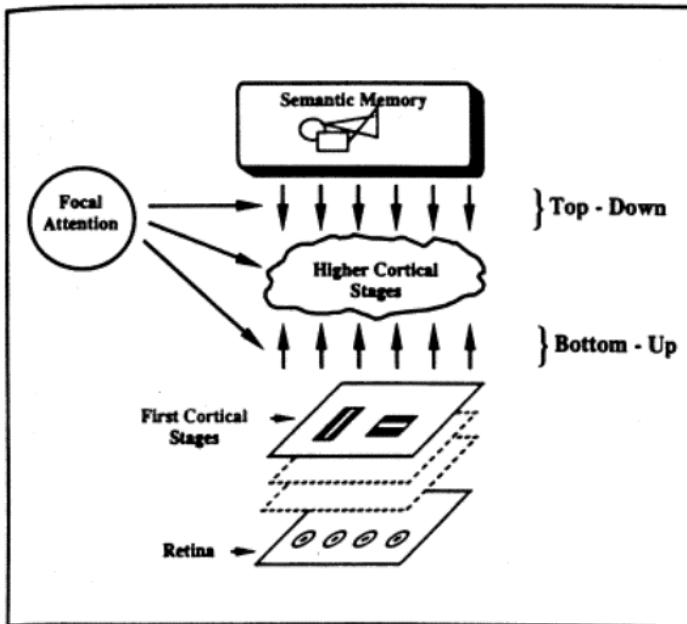 Semantic Memory
Focal
Attention
} Top - Down
Higher Cortical
Stages
} Bottom - Up
First Cortical
Stages
Retina